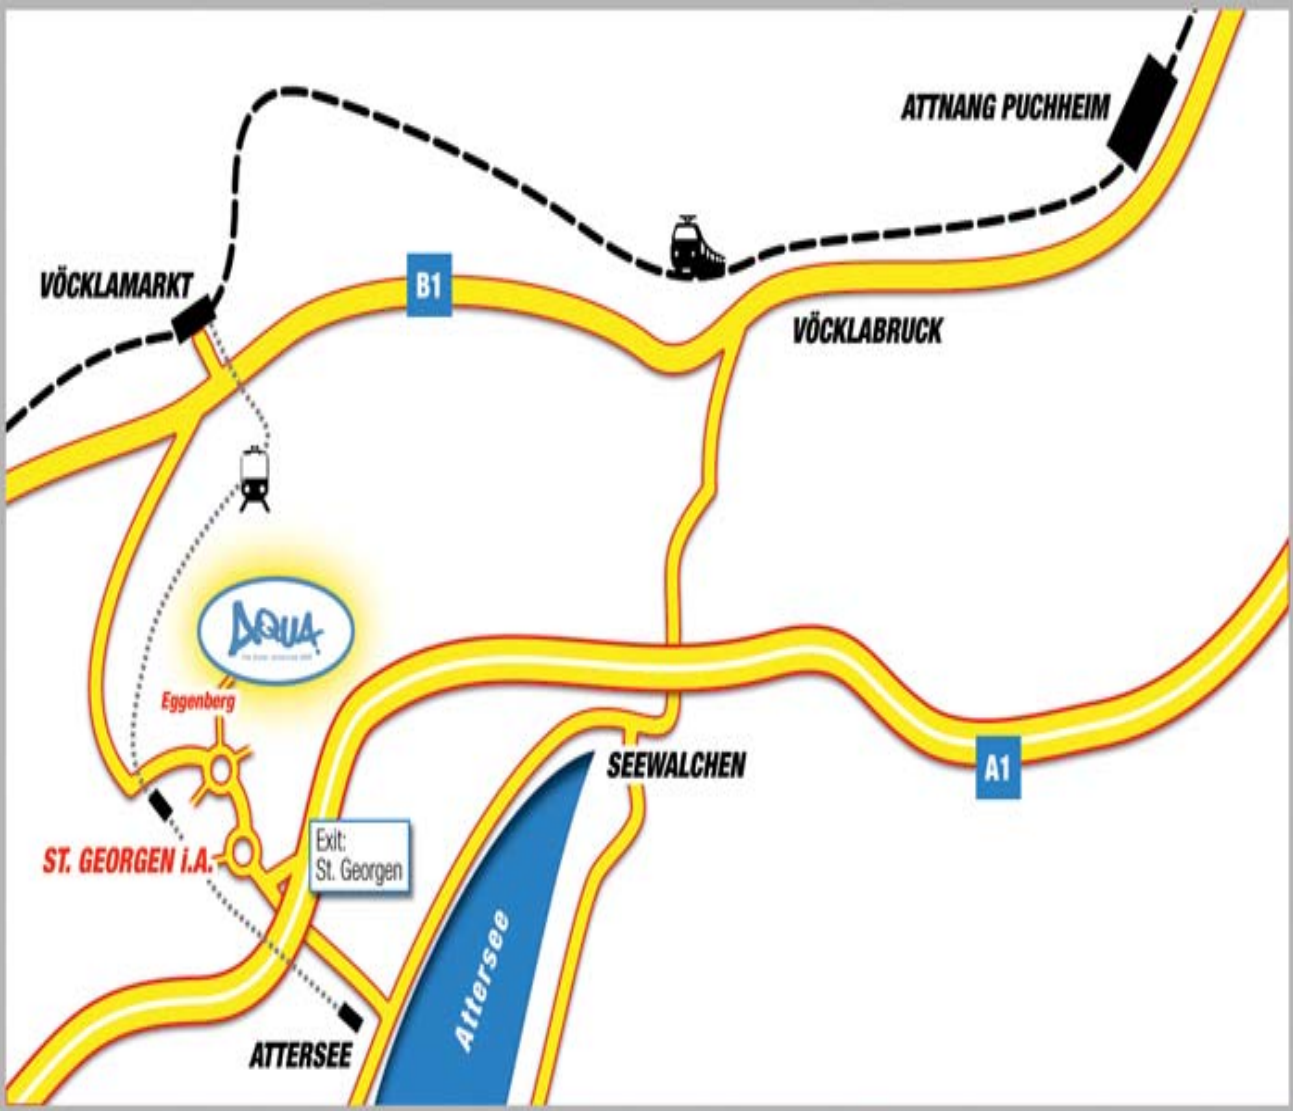 ATTNANG PUCHHEIM
VÖCKLAMARKT
B1
VÖCKLABRUCK
AQUA
Eggenberg
SEEWALCHEN
A1
Exit:
St. Georgen
ST. GEORGEN i.A.
Attersee
ATTERSEE